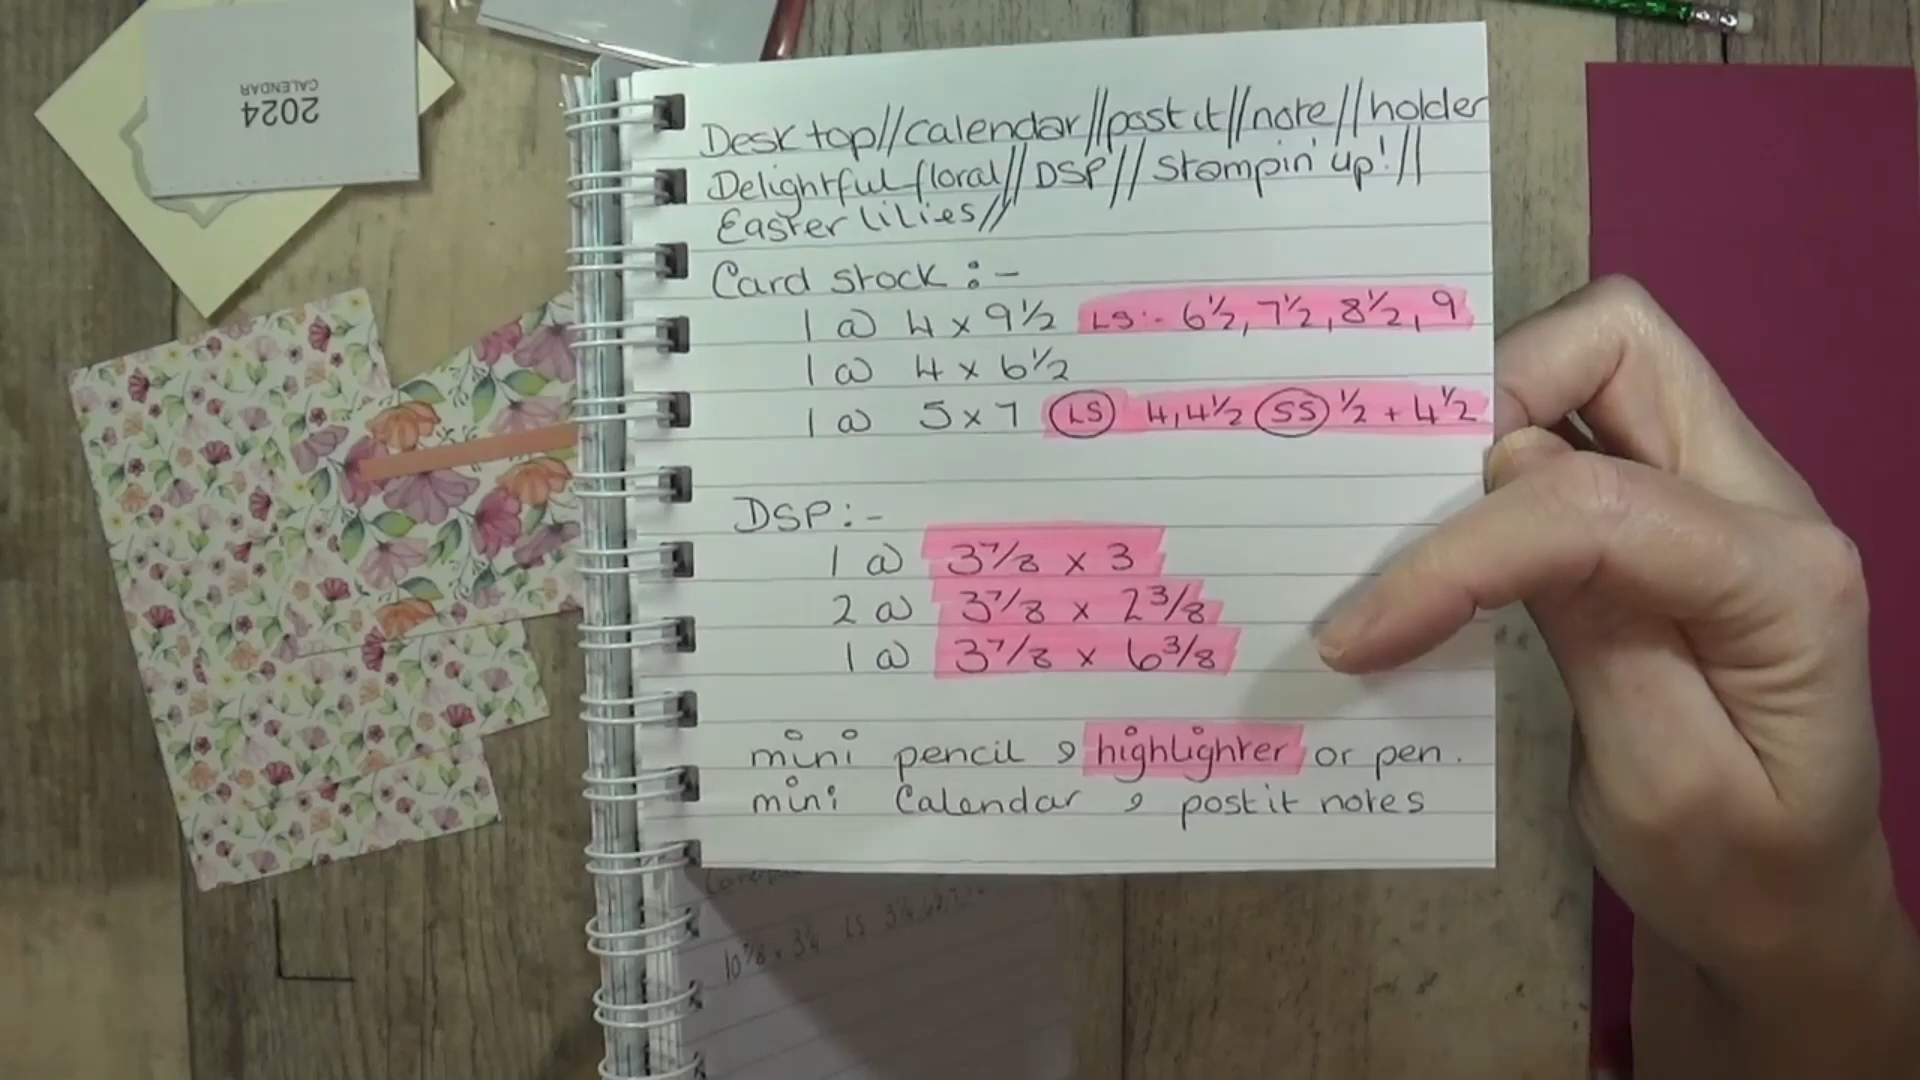 2024
CALENDAR
Desk top//calendar//post it//note//holder
Delightful floral//DSP//Stampin' up!//
Easter lilies//
Card stock :-
1 @ 4 x 9½ LS:- 6½, 7½, 8½, 9
1 @ 4 x 6½
1 @ 5 x 7 LS 4, 4½ SS ½ + 4½
DSP:-
1 @ 3⅞ x 3
2 @ 3⅞ x 2⅜
1 @ 3⅞ x 6⅜
mini pencil & highlighter or pen.
mini Calendar & postit notes